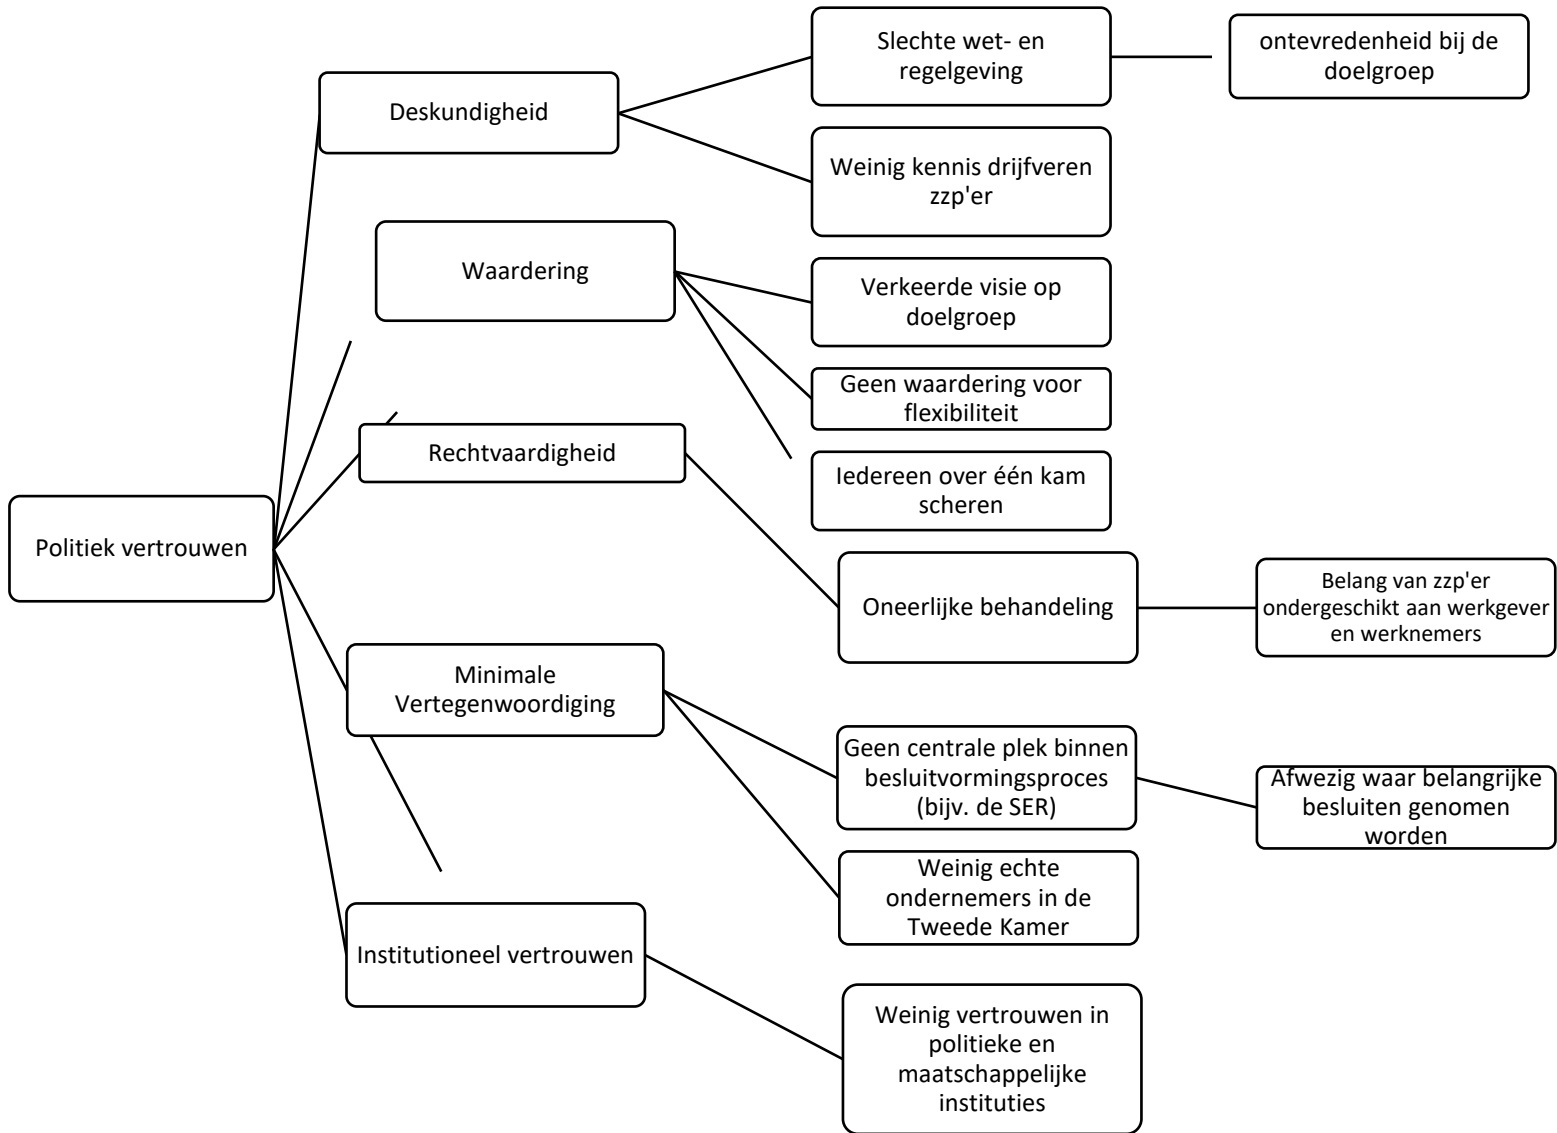 Slechte wet- en
regelgeving
ontevredenheid bij de
doelgroep
Deskundigheid
Weinig kennis drijfveren
zzp'er
Waardering
Verkeerde visie op
doelgroep
Geen waardering voor
flexibiliteit
Rechtvaardigheid
Iedereen over één kam
scheren
Politiek vertrouwen
Oneerlijke behandeling
Belang van zzp'er
ondergeschikt aan werkgever
en werknemers
Minimale
Vertegenwoordiging
Geen centrale plek binnen
besluitvormingsproces
(bijv. de SER)
Afwezig waar belangrijke
besluiten genomen
worden
Weinig echte
ondernemers in de
Tweede Kamer
Institutioneel vertrouwen
Weinig vertrouwen in
politieke en
maatschappelijke
instituties